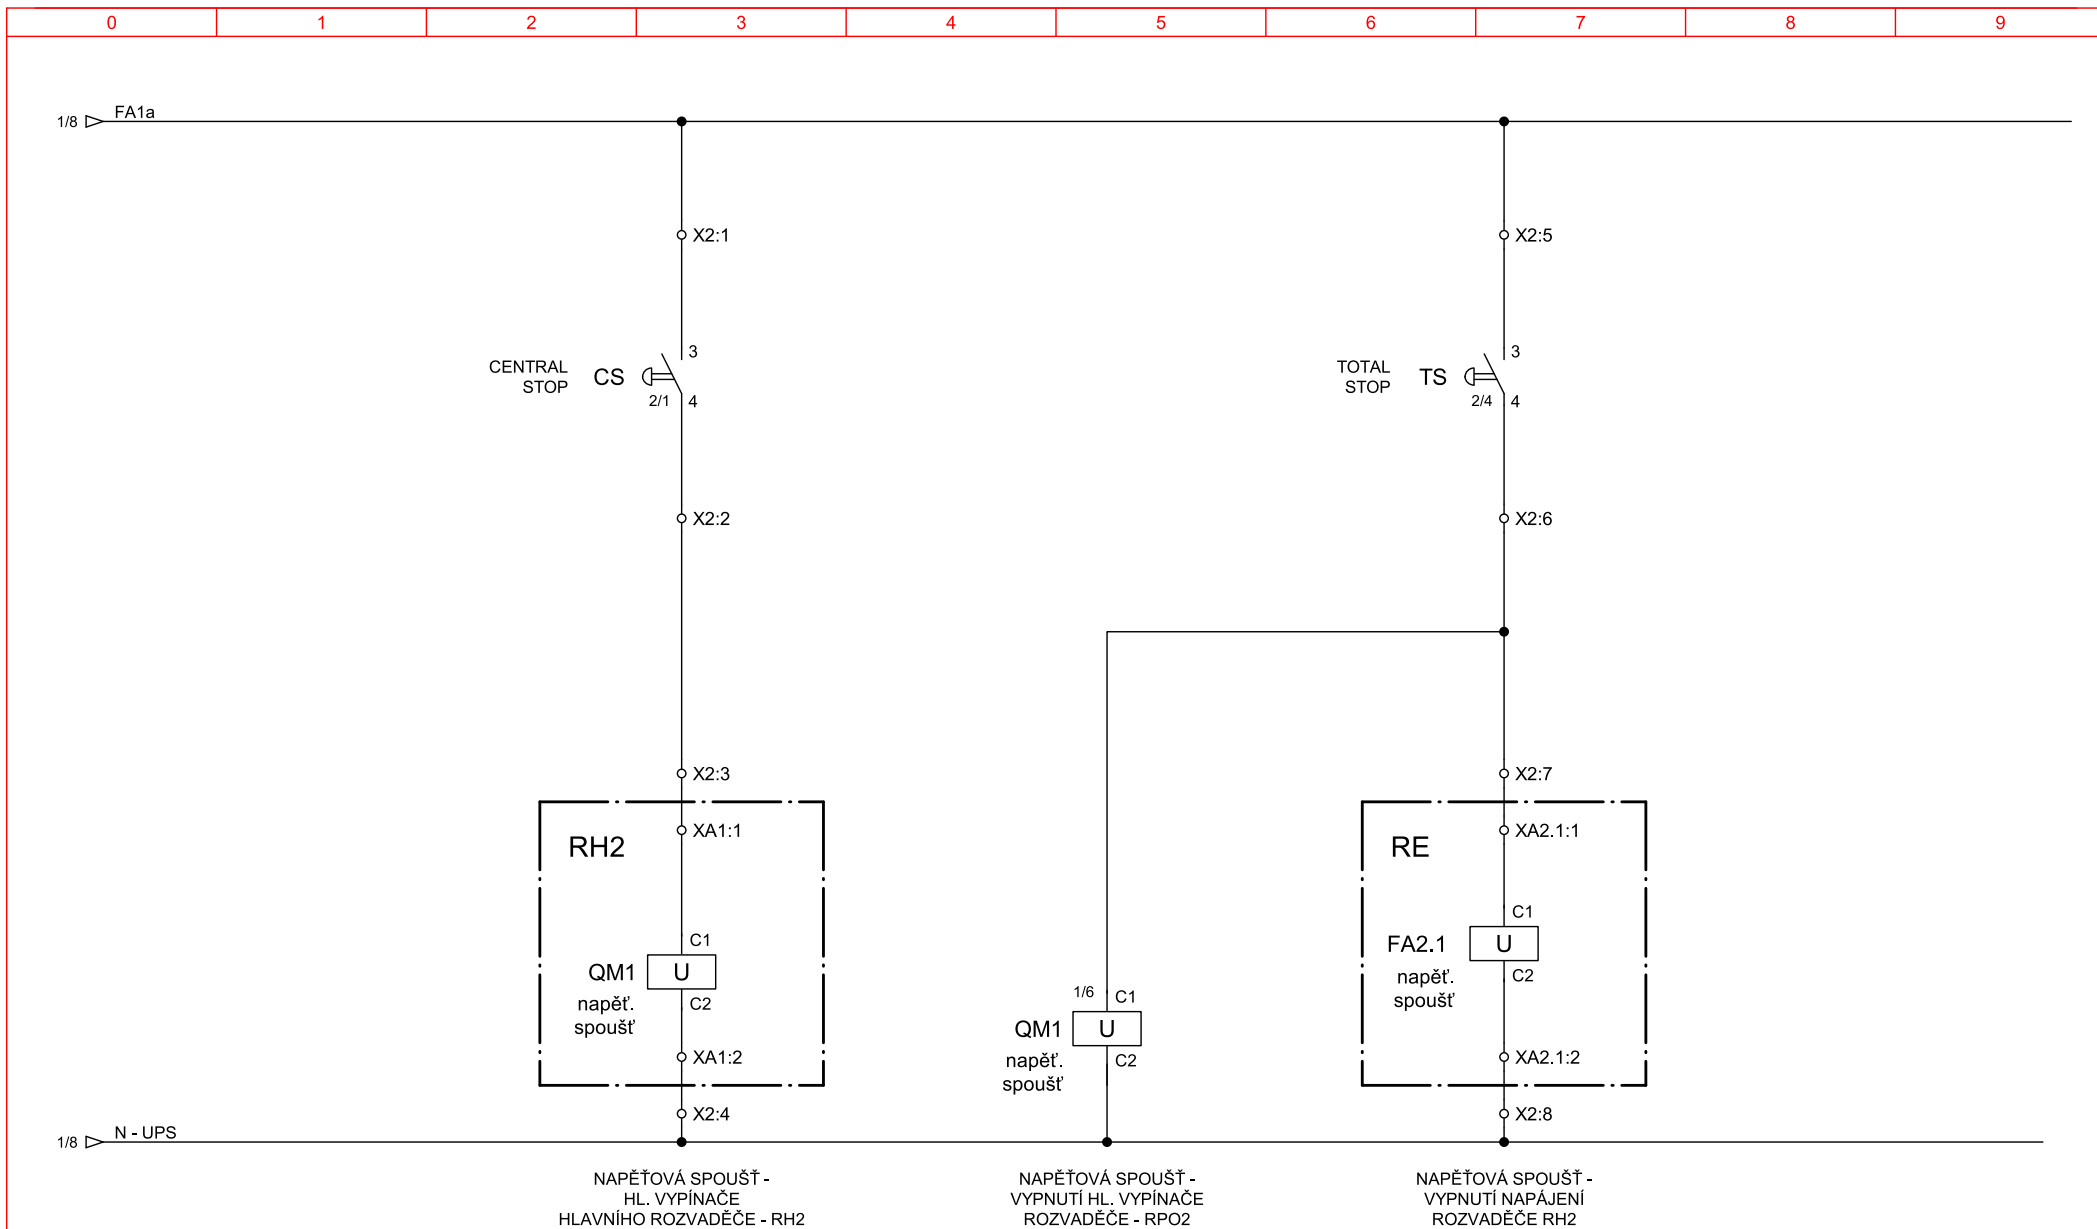 0 1 2 3 4 5 6 7 8 9
1/8 FA1a
X2:1 X2:5
3 3
CENTRAL TOTAL
STOP CS STOP TS
2/1 4 2/4 4
X2:2 X2:6
X2:3 X2:7
XA1:1 XA2.1:1
RH2 RE
C1
FA2.1 U
C1
napěť. C2
QM1 U
spoušť
napěť. C2
1/6 C1
spoušť
QM1 U
XA1:2 napěť. C2 XA2.1:2
spoušť
X2:4 X2:8
1/8 N - UPS
NAPĚŤOVÁ SPOUŠŤ - NAPĚŤOVÁ SPOUŠŤ - NAPĚŤOVÁ SPOUŠŤ -
HL. VYPÍNAČE VYPNUTÍ HL. VYPÍNAČE VYPNUTÍ NAPÁJENÍ
HLAVNÍHO ROZVADĚČE - RH2 ROZVADĚČE - RPO2 ROZVADĚČE RH2